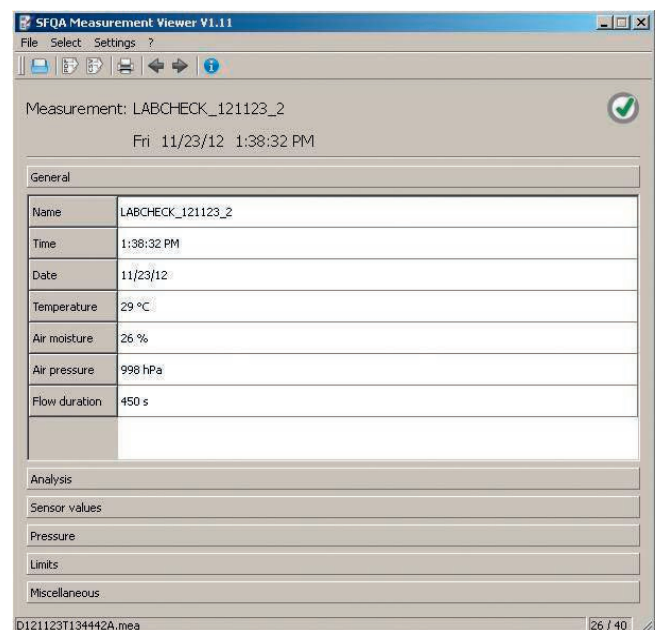 SFQA Measurement Viewer V1.11
File Select Settings ?
Measurement: LABCHECK_121123_2
Fri 11/23/12 1:38:32 PM
General
Name LABCHECK_121123_2
Time 1:38:32 PM
Date 11/23/12
Temperature 29 °C
Air moisture 26 %
Air pressure 998 hPa
Flow duration 450 s
Analysis
Sensor values
Pressure
Limits
Miscellaneous
D121123T134442A.mea 26 / 40